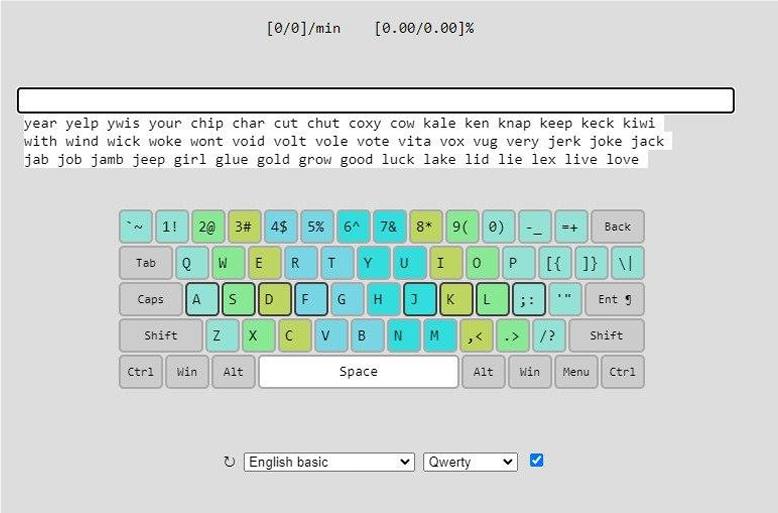 [0/0]/min [0.00/0.00]%
year yelp ywis your chip char cut chut coxy cow kale ken knap keep keck kiwi
with wind wick woke wont void volt vole vote vita vox vug very jerk joke jack
jab job jamb jeep girl glue gold grow good luck lake lid lie lex live love
`~ 1! 2@ 3# 4$ 5% 6^ 7& 8* 9( 0) -_ =+ Back
Tab Q W E R T Y U I O P [{ ]} \|
Caps A S D F G H J K L ;: '" Ent ¶
Shift Z X C V B N M ,< .> /? Shift
Ctrl Win Alt Space Alt Win Menu Ctrl
↻ English basic Qwerty